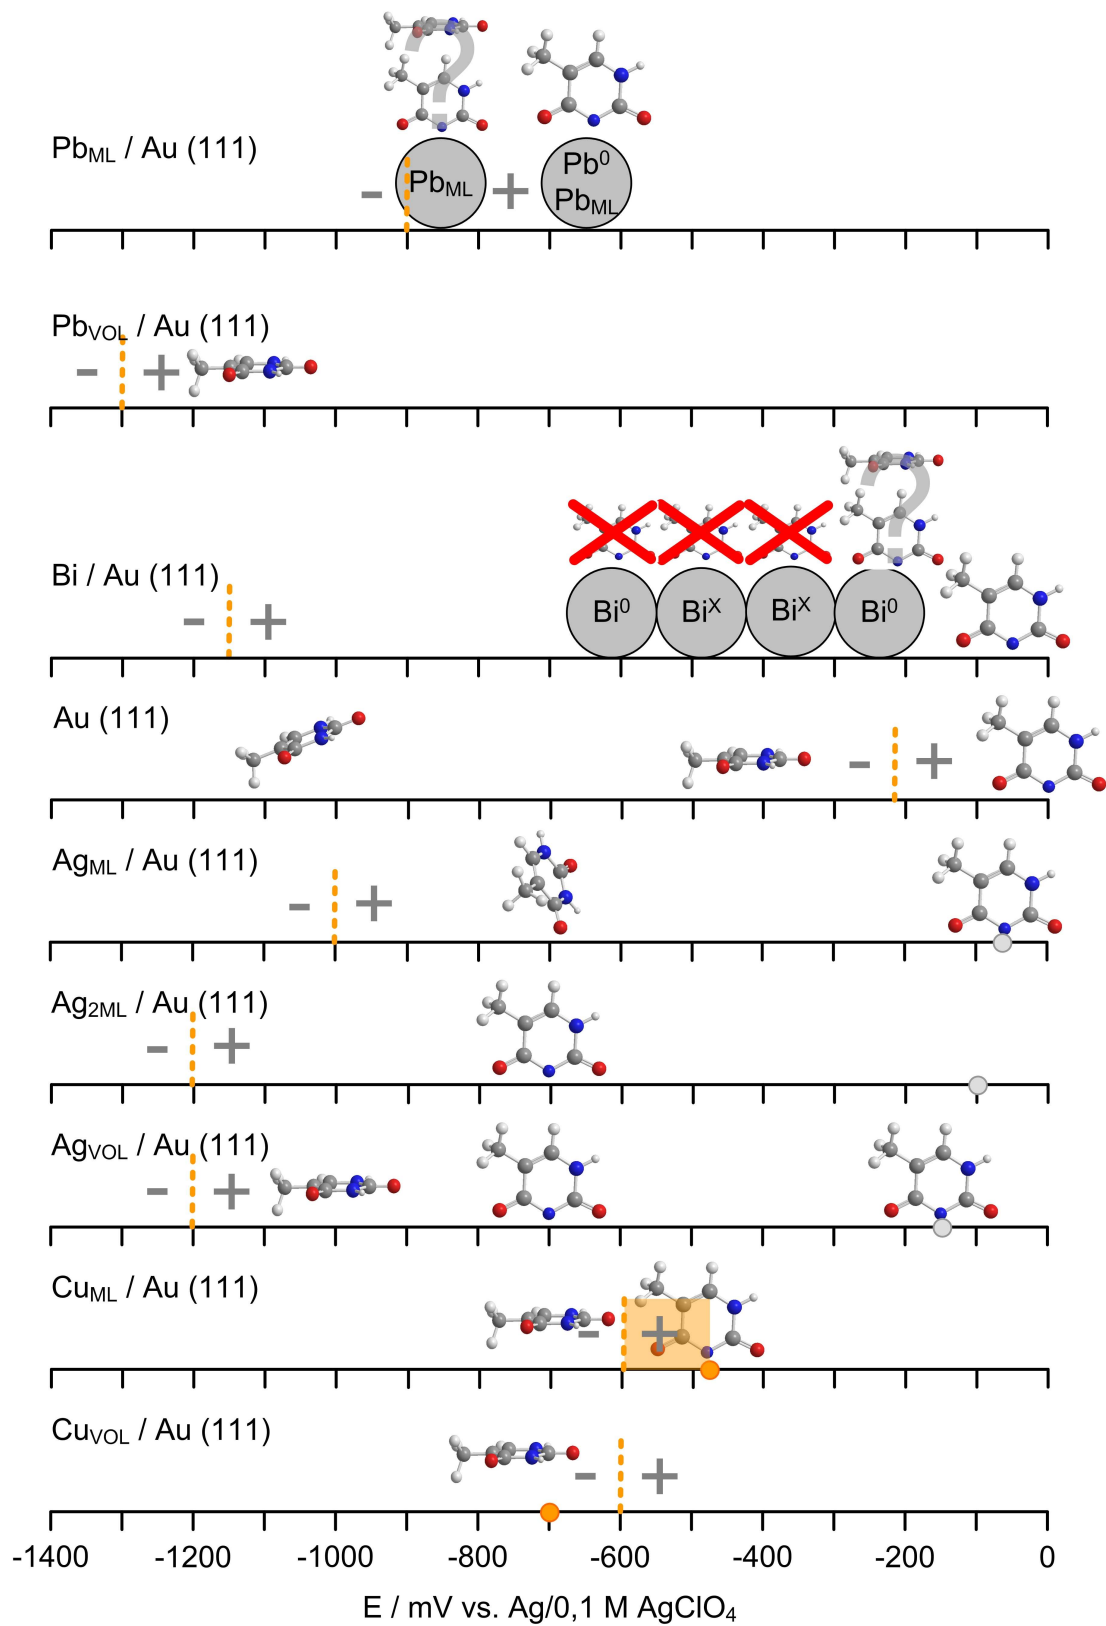 Pb_ML / Au (111)
?
- Pb_ML + Pb⁰
Pb_ML
Pb_VOL / Au (111)
- +
?
Bi / Au (111)
Bi⁰ Bi^X Bi^X Bi⁰
- +
Au (111)
- +
Ag_ML / Au (111)
- +
Ag_2ML / Au (111)
- +
Ag_VOL / Au (111)
- +
Cu_ML / Au (111)
- +
Cu_VOL / Au (111)
- +
-1400 -1200 -1000 -800 -600 -400 -200 0
E / mV vs. Ag/0,1 M AgClO₄